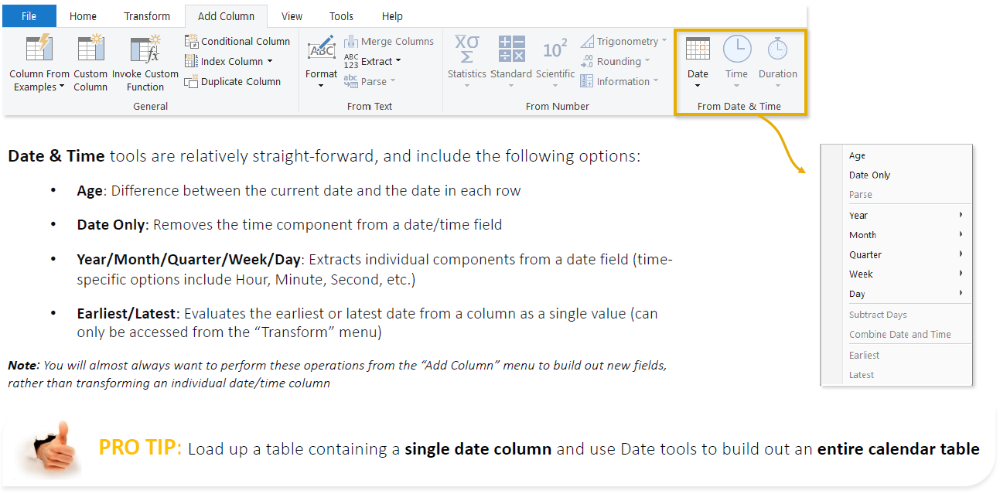 File Home Transform Add Column View Tools Help
Column From Examples
Custom Column
Invoke Custom Function
Conditional Column
Index Column
Duplicate Column
General
Format
Merge Columns
ABC
123
Extract
abc
Parse
From Text
Statistics
Standard
10²
Scientific
Trigonometry
Rounding
Information
From Number
Date
Time
Duration
From Date & Time
Date & Time tools are relatively straight-forward, and include the following options:
• Age: Difference between the current date and the date in each row
• Date Only: Removes the time component from a date/time field
• Year/Month/Quarter/Week/Day: Extracts individual components from a date field (time-
specific options include Hour, Minute, Second, etc.)
• Earliest/Latest: Evaluates the earliest or latest date from a column as a single value (can
only be accessed from the “Transform” menu)
Note: You will almost always want to perform these operations from the “Add Column” menu to build out new fields,
rather than transforming an individual date/time column
Age
Date Only
Parse
Year
Month
Quarter
Week
Day
Subtract Days
Combine Date and Time
Earliest
Latest
PRO TIP: Load up a table containing a single date column and use Date tools to build out an entire calendar table